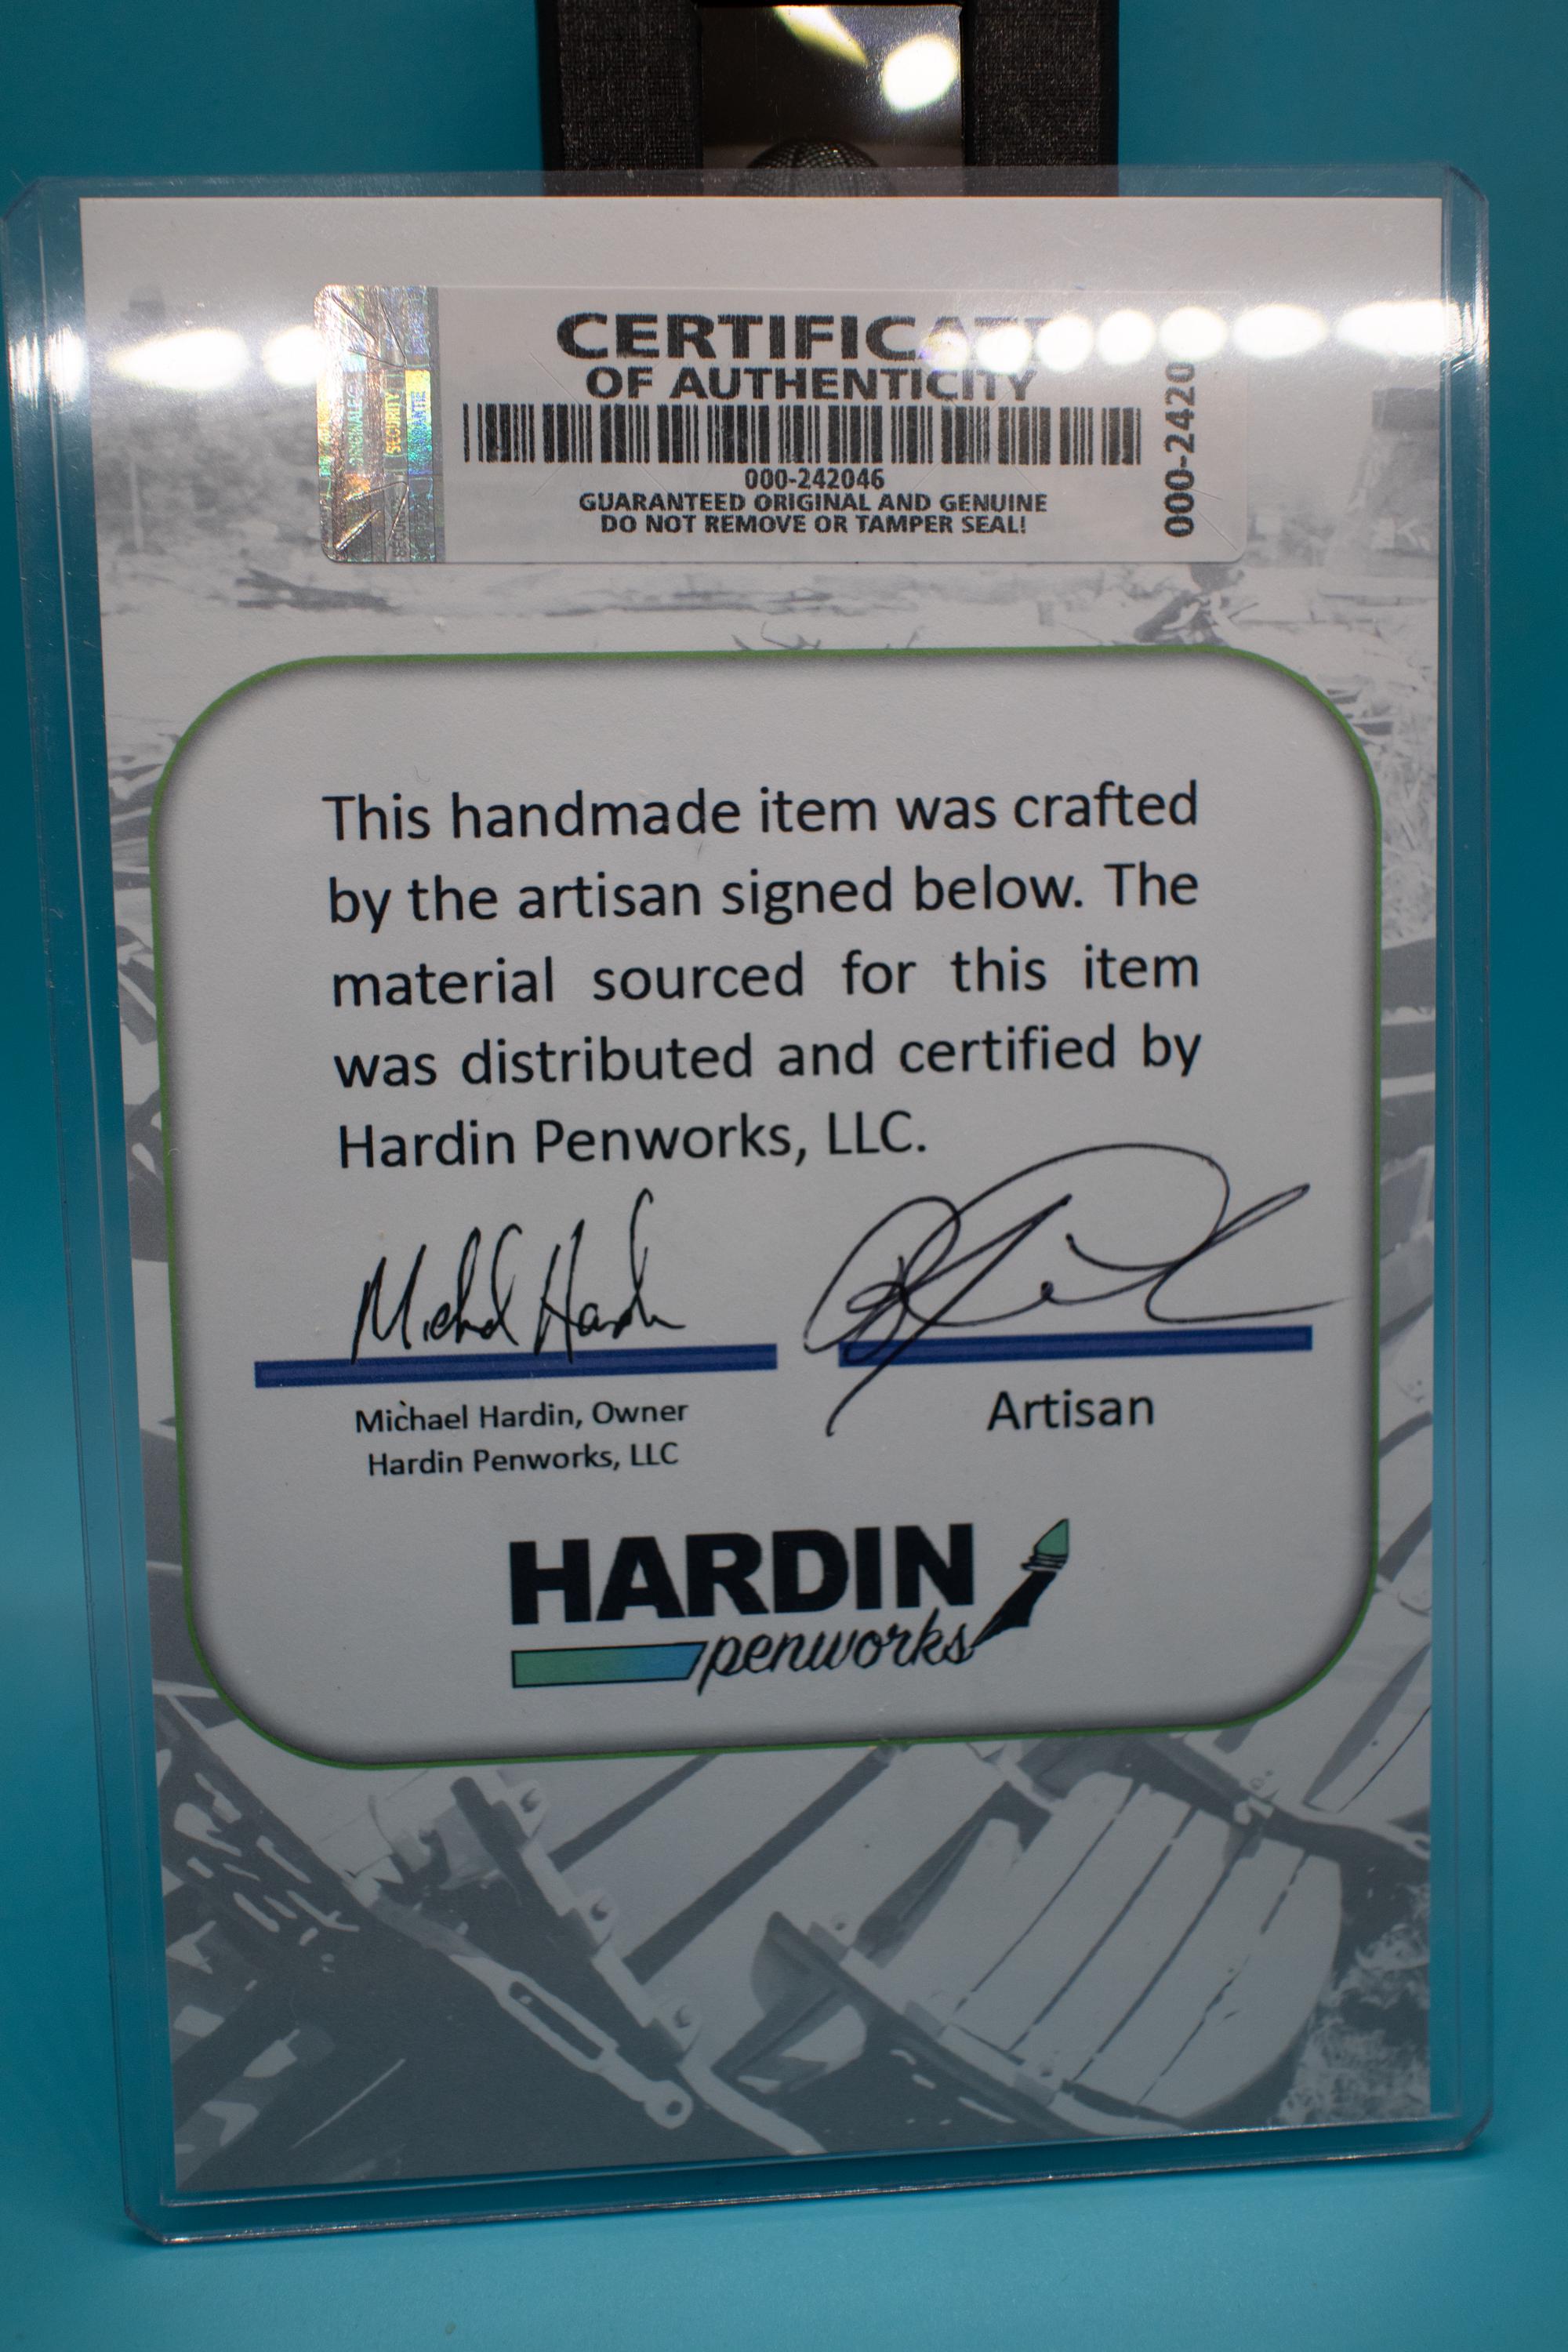 CERTIFICATE
OF AUTHENTICITY
000-242046
GUARANTEED ORIGINAL AND GENUINE
DO NOT REMOVE OR TAMPER SEAL!
000-2420
SECURITY
This handmade item was crafted
by the artisan signed below. The
material sourced for this item
was distributed and certified by
Hardin Penworks, LLC.
Michael Hardin
Michael Hardin, Owner
Hardin Penworks, LLC
Artisan
HARDIN
penworks